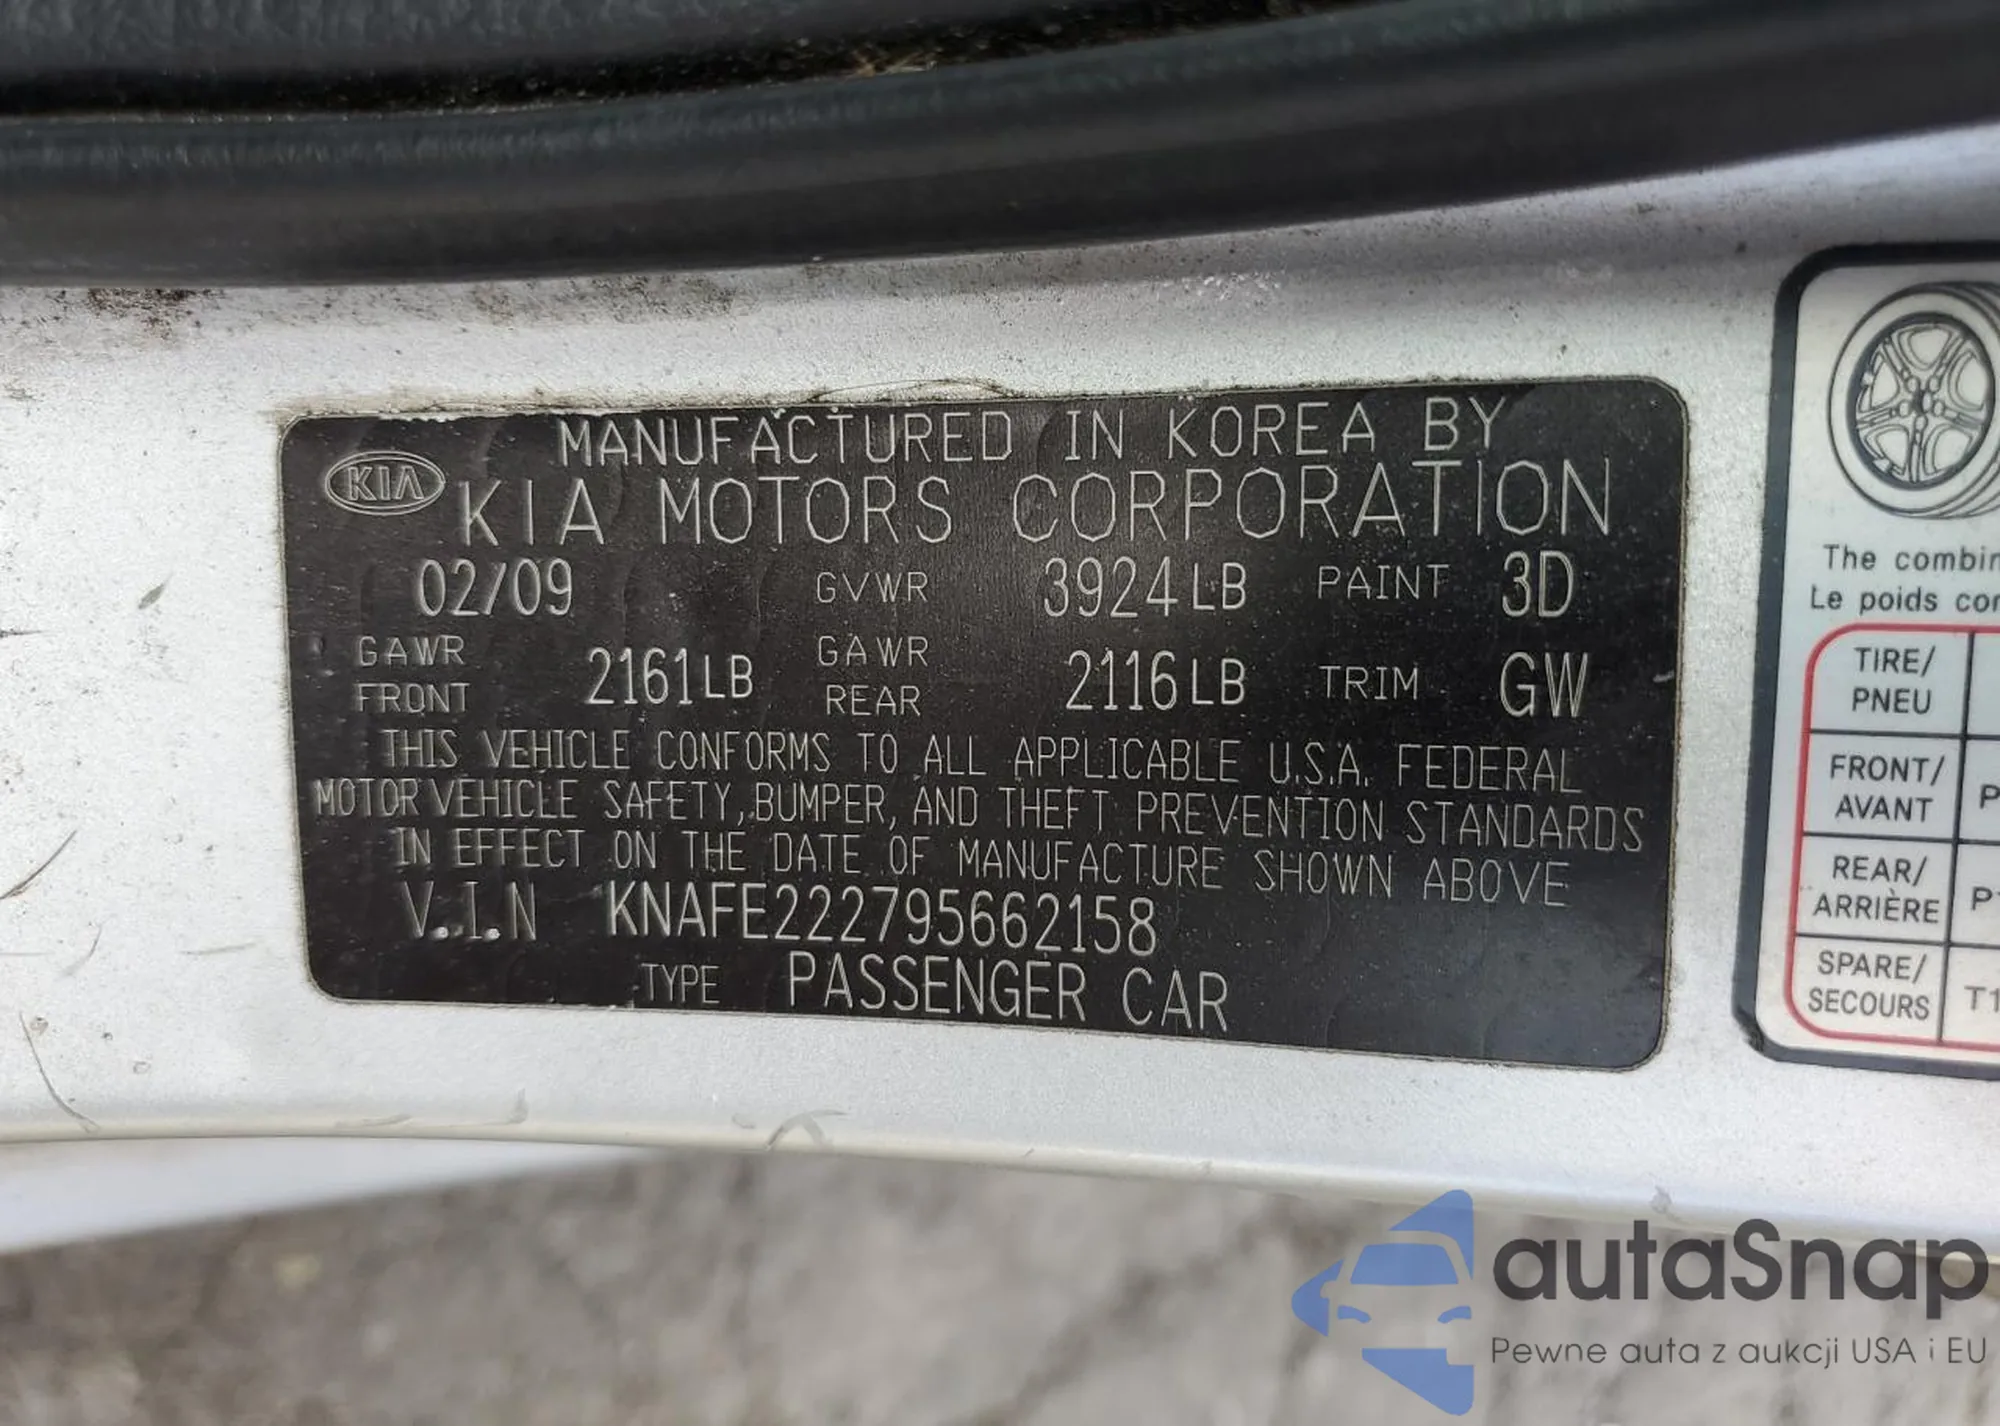 MANUFACTURED IN KOREA BY
KIA KIA MOTORS CORPORATION
02/09 GVWR 3924LB PAINT 3D
GAWR FRONT 2161LB GAWR REAR 2116LB TRIM GW
THIS VEHICLE CONFORMS TO ALL APPLICABLE U.S.A. FEDERAL
MOTOR VEHICLE SAFETY, BUMPER, AND THEFT PREVENTION STANDARDS
IN EFFECT ON THE DATE OF MANUFACTURE SHOWN ABOVE
V.I.N KNAFE222795662158
TYPE PASSENGER CAR
The combin
Le poids con
TIRE/
PNEU
FRONT/
AVANT
P
REAR/
ARRIÈRE
P1
SPARE/
SECOURS
T1
autaSnap
Pewne auta z aukcji USA i EU